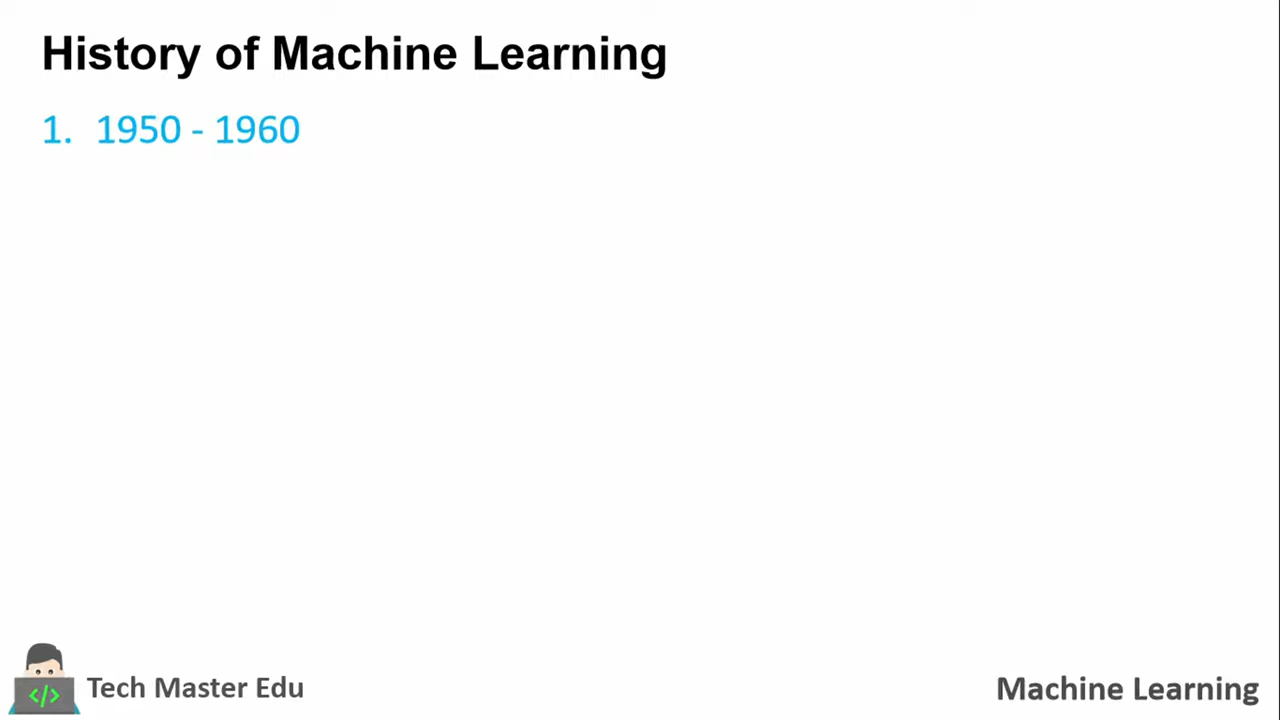 History of Machine Learning
1. 1950 - 1960
</>
Tech Master Edu
Machine Learning